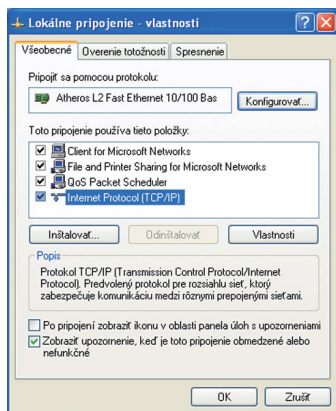 Lokálne pripojenie - vlastnosti
Všeobecné Overenie totožnosti Spresnenie
Pripojiť sa pomocou protokolu:
Atheros L2 Fast Ethernet 10/100 Bas
Konfigurovať...
Toto pripojenie používa tieto položky:
Client for Microsoft Networks
File and Printer Sharing for Microsoft Networks
QoS Packet Scheduler
Internet Protocol (TCP/IP)
Inštalovať... Odinštalovať Vlastnosti
Popis
Protokol TCP/IP (Transmission Control Protocol/Internet
Protocol). Predvolený protokol pre rozsiahlu sieť, ktorý
zabezpečuje komunikáciu medzi rôznymi prepojenými sieťami.
Po pripojení zobraziť ikonu v oblasti panela úloh s upozorneniami
Zobraziť upozornenie, keď je toto pripojenie obmedzené alebo
nefunkčné
OK Zrušiť